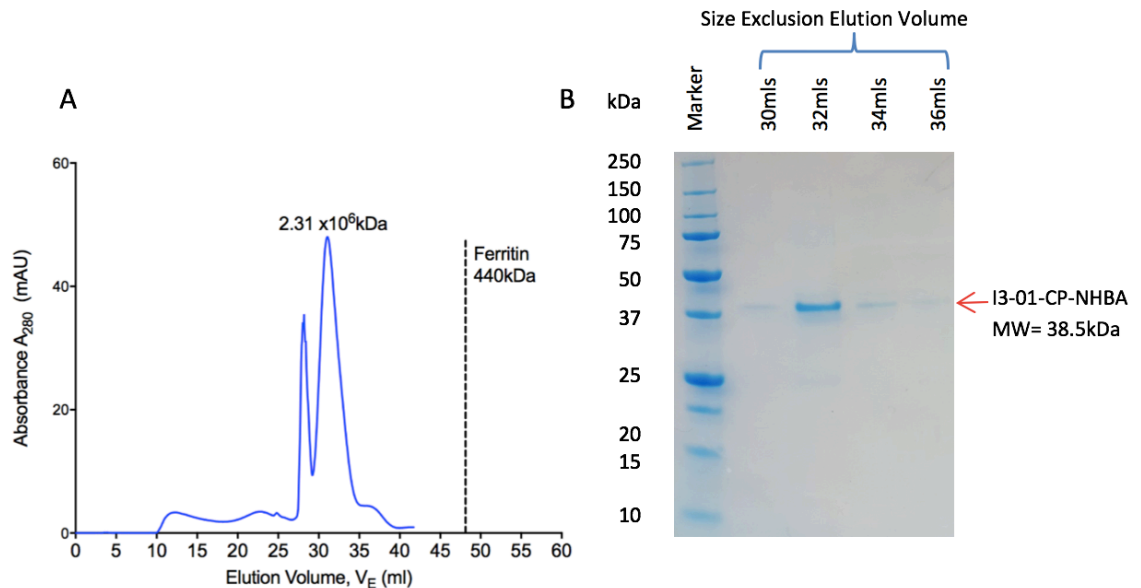 A
60
40
20
0
Absorbance A280 (mAU)
2.31 x10⁶kDa
Ferritin
440kDa
0 5 10 15 20 25 30 35 40 45 50 55 60
Elution Volume, VE (ml)
B
Size Exclusion Elution Volume
kDa
Marker
30mls
32mls
34mls
36mls
250
150
100
75
50
37
25
20
15
10
I3-01-CP-NHBA
MW= 38.5kDa